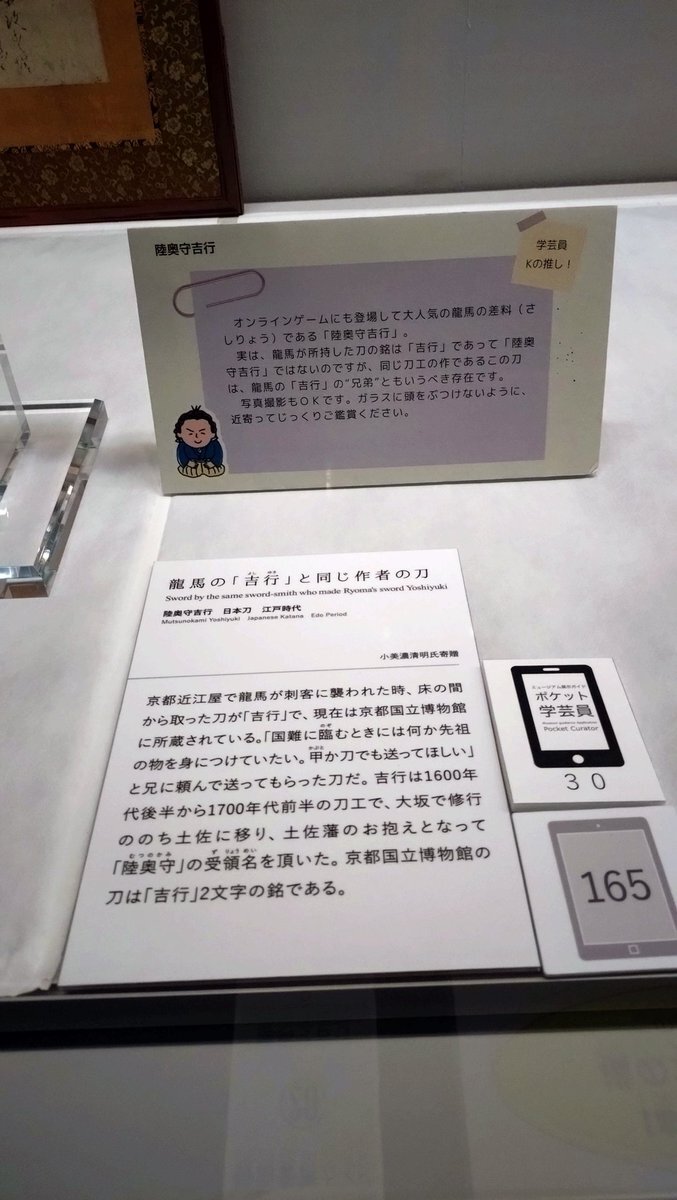 陸奥守吉行
学芸員
Kの推し!
オンラインゲームにも登場して大人気の龍馬の差料(さ
しりょう)である「陸奥守吉行」。
実は、龍馬が所持した刀の銘は「吉行」であって「陸奥
守吉行」ではないのですが、同じ刀工の作であるこの刀
は、龍馬の「吉行」の“兄弟”ともいうべき存在です。
写真撮影もOKです。ガラスに頭をぶつけないように、
近寄ってじっくりご鑑賞ください。
龍馬の「吉行」と同じ作者の刀
Sword by the same sword-smith who made Ryoma's sword Yoshiyuki
陸奥守吉行 日本刀 江戸時代
Mutsunokami Yoshiyuki Japanese Katana Edo Period
小美濃清明氏寄贈
京都近江屋で龍馬が刺客に襲われた時、床の間
から取った刀が「吉行」で、現在は京都国立博物館
に所蔵されている。「国難に臨むときには何か先祖
の物を身につけていたい。甲か刀でも送ってほしい」
と兄に頼んで送ってもらった刀だ。吉行は1600年
代後半から1700年代前半の刀工で、大坂で修行
ののち土佐に移り、土佐藩のお抱えとなって
「陸奥守」の受領名を頂いた。京都国立博物館の
刀は「吉行」2文字の銘である。
ミュージアム展示ガイド
ポケット
学芸員
Pocket Curator
30
165